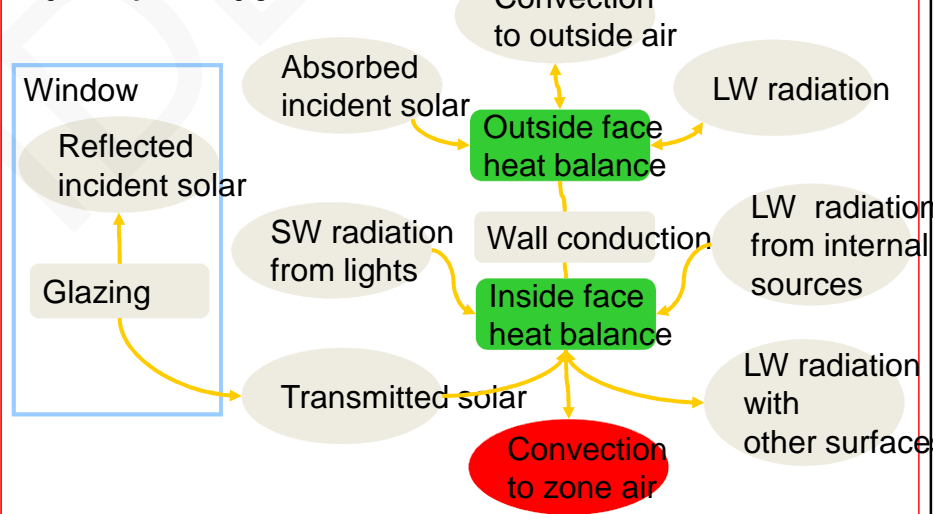 Convection
to outside air
Absorbed
incident solar
LW radiation
Window
Outside face
heat balance
Reflected
incident solar
SW radiation
from lights
Wall conduction
LW radiation
from internal
sources
Glazing
Inside face
heat balance
Transmitted solar
LW radiation
with
other surfaces
Convection
to zone air